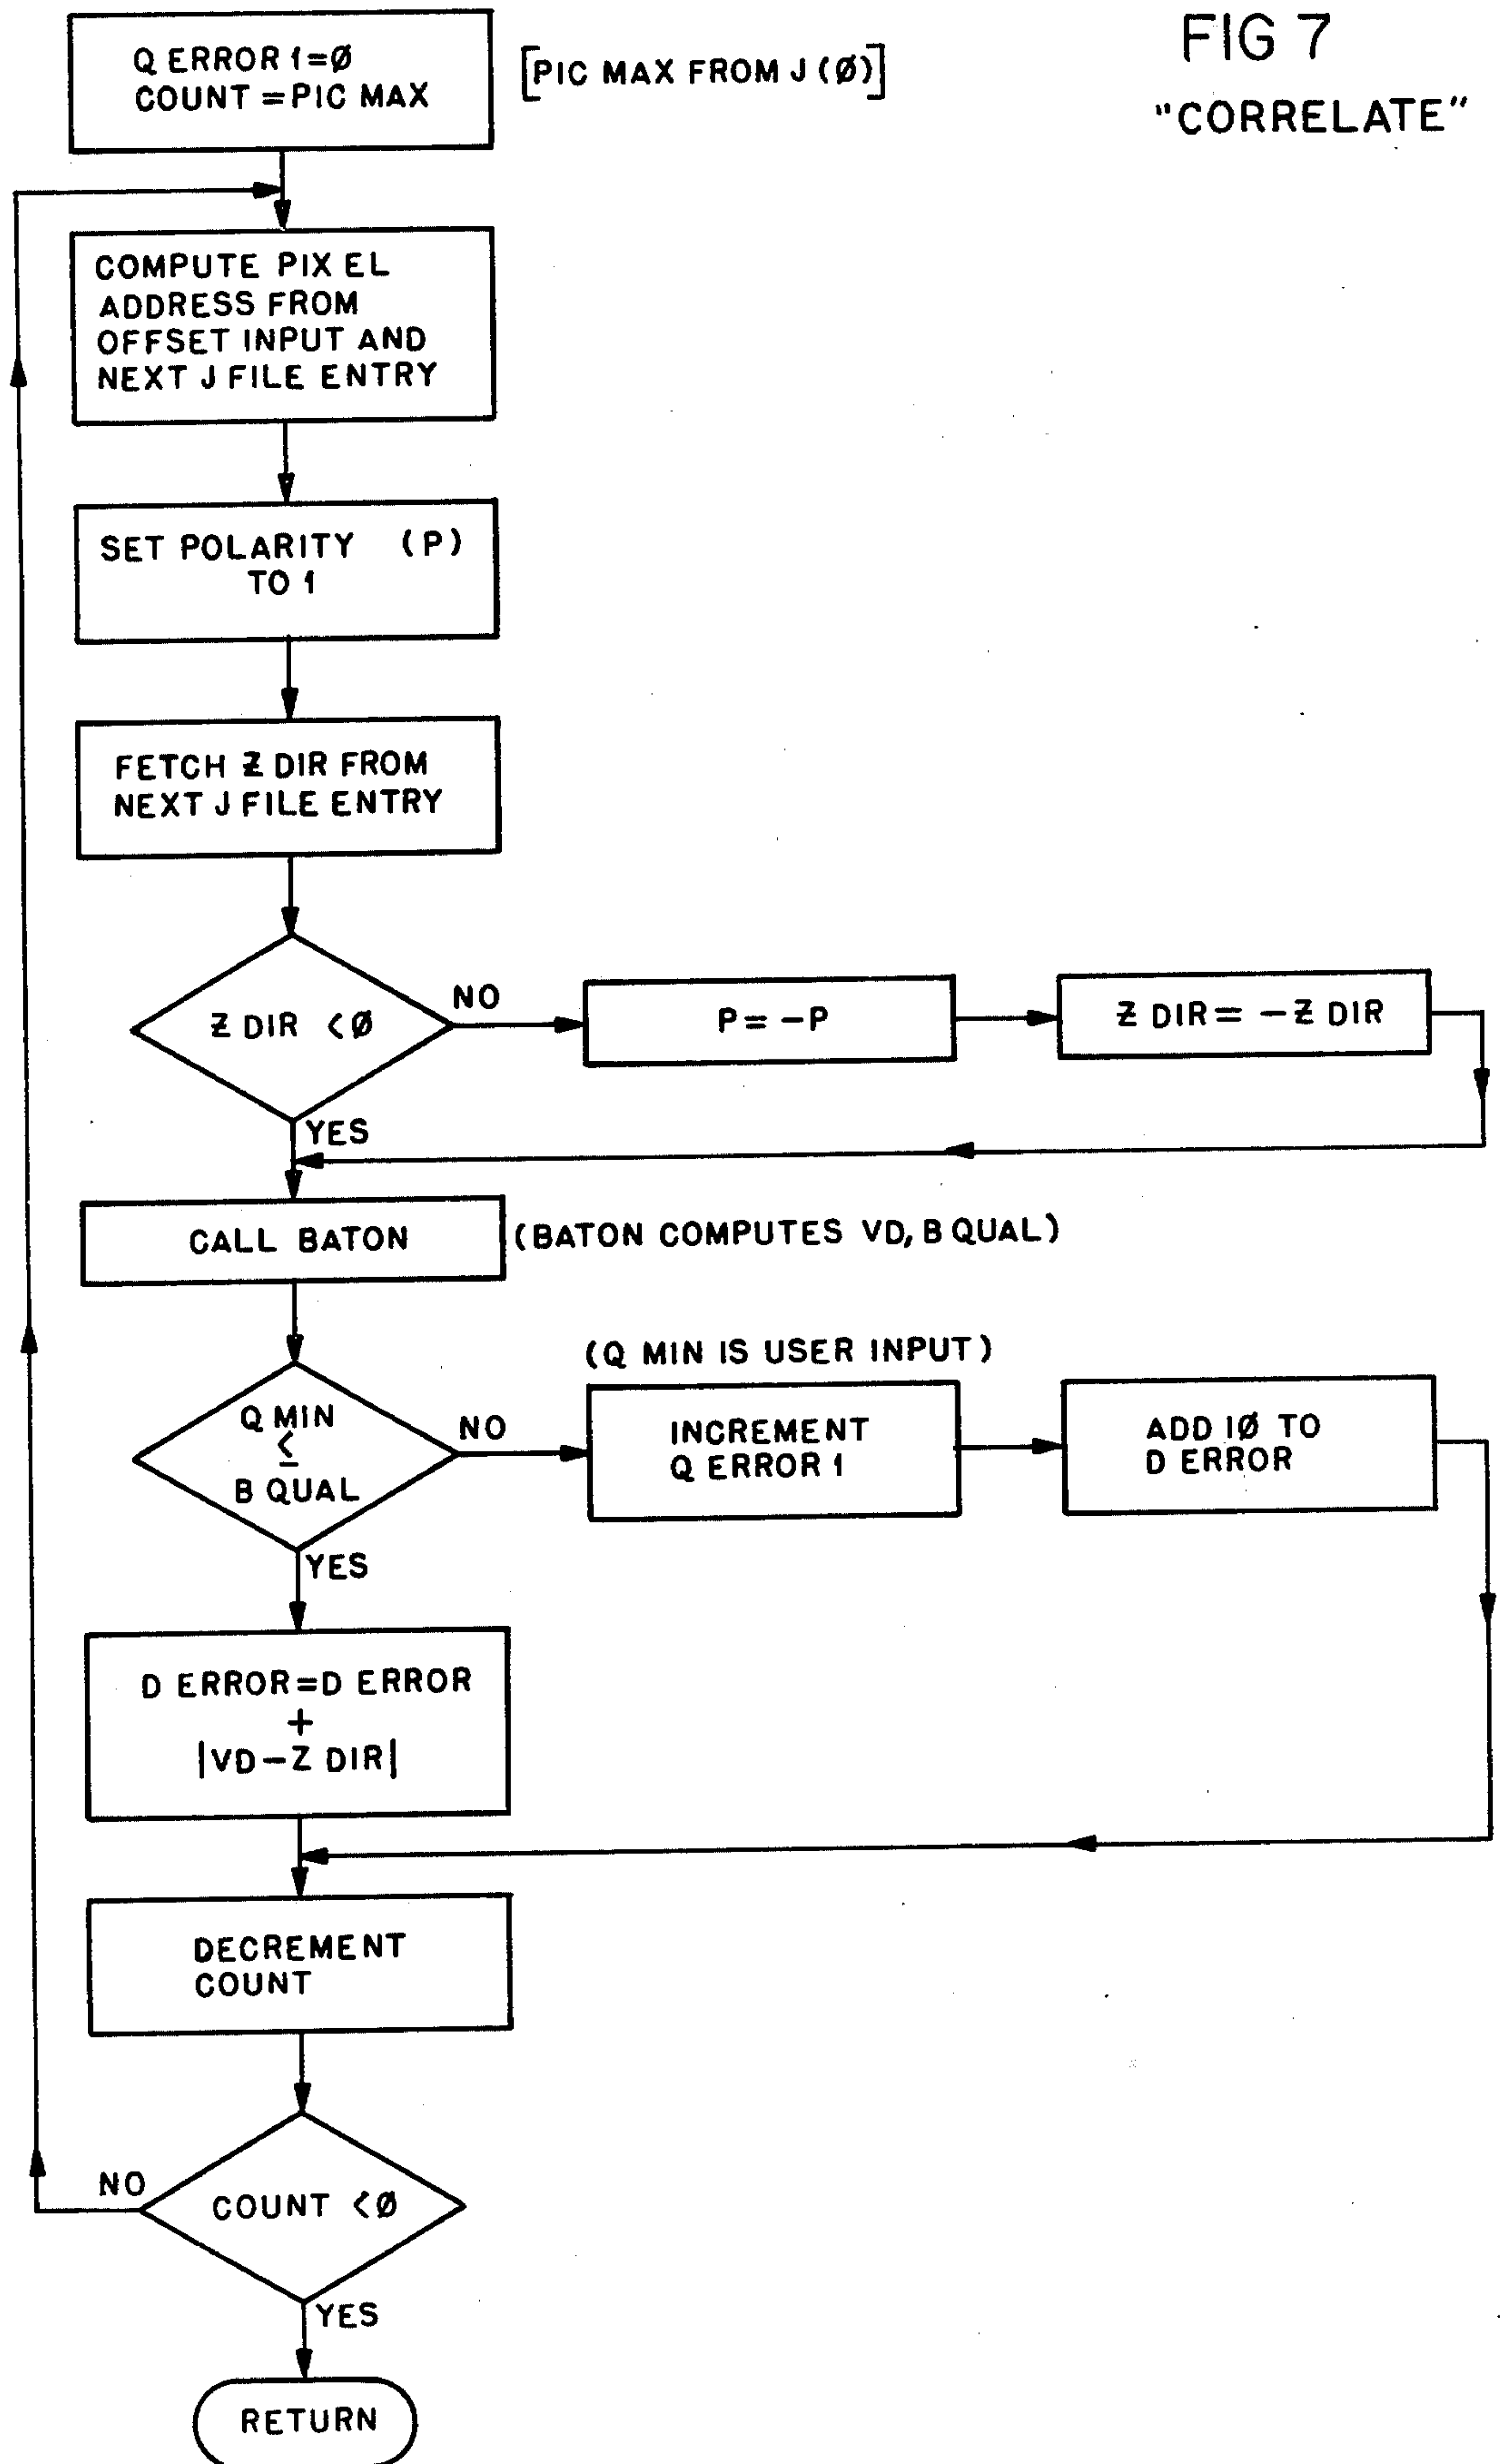 FIG 7
"CORRELATE"
Q ERROR 1=Ø
COUNT =PIC MAX
[PIC MAX FROM J (Ø)]
COMPUTE PIXEL
ADDRESS FROM
OFFSET INPUT AND
NEXT J FILE ENTRY
SET POLARITY (P)
TO 1
FETCH Ƶ DIR FROM
NEXT J FILE ENTRY
Ƶ DIR <Ø
NO
P= -P
Ƶ DIR= -Ƶ DIR
YES
CALL BATON
(BATON COMPUTES VD, B QUAL)
(Q MIN IS USER INPUT)
Q MIN
≤
B QUAL
NO
INCREMENT
Q ERROR 1
ADD 1Ø TO
D ERROR
YES
D ERROR=D ERROR
+
|VD-Z DIR|
DECREMENT
COUNT
NO
COUNT <Ø
YES
RETURN